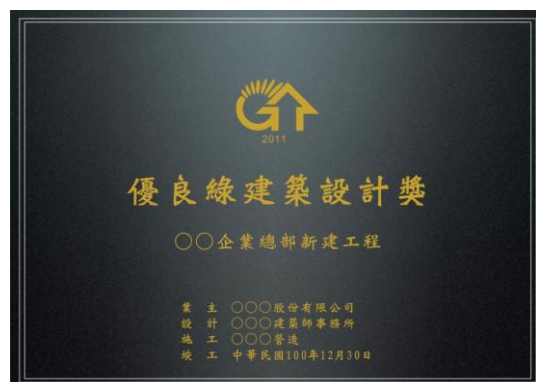 2011
優良綠建築設計獎
○○企業總部新建工程
業 主 ○○○股份有限公司
設 計 ○○○建築師事務所
施 工 ○○○營造
竣 工 中華民國100年12月30日